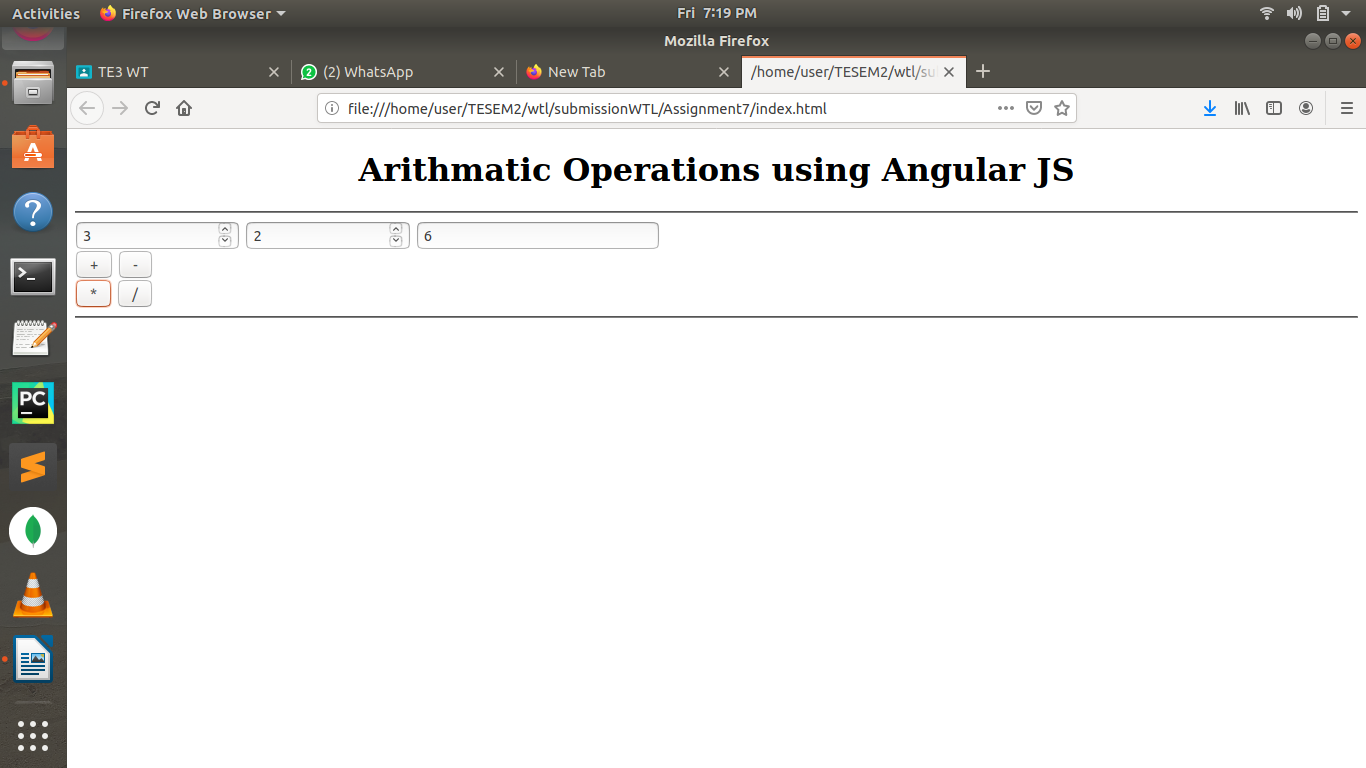 Activities Firefox Web Browser Fri 7:19 PM
Mozilla Firefox
TE3 WT (2) WhatsApp New Tab /home/user/TESEM2/wtl/su
file:///home/user/TESEM2/wtl/submissionWTL/Assignment7/index.html
Arithmatic Operations using Angular JS
3 2 6
+ -
* /
PC